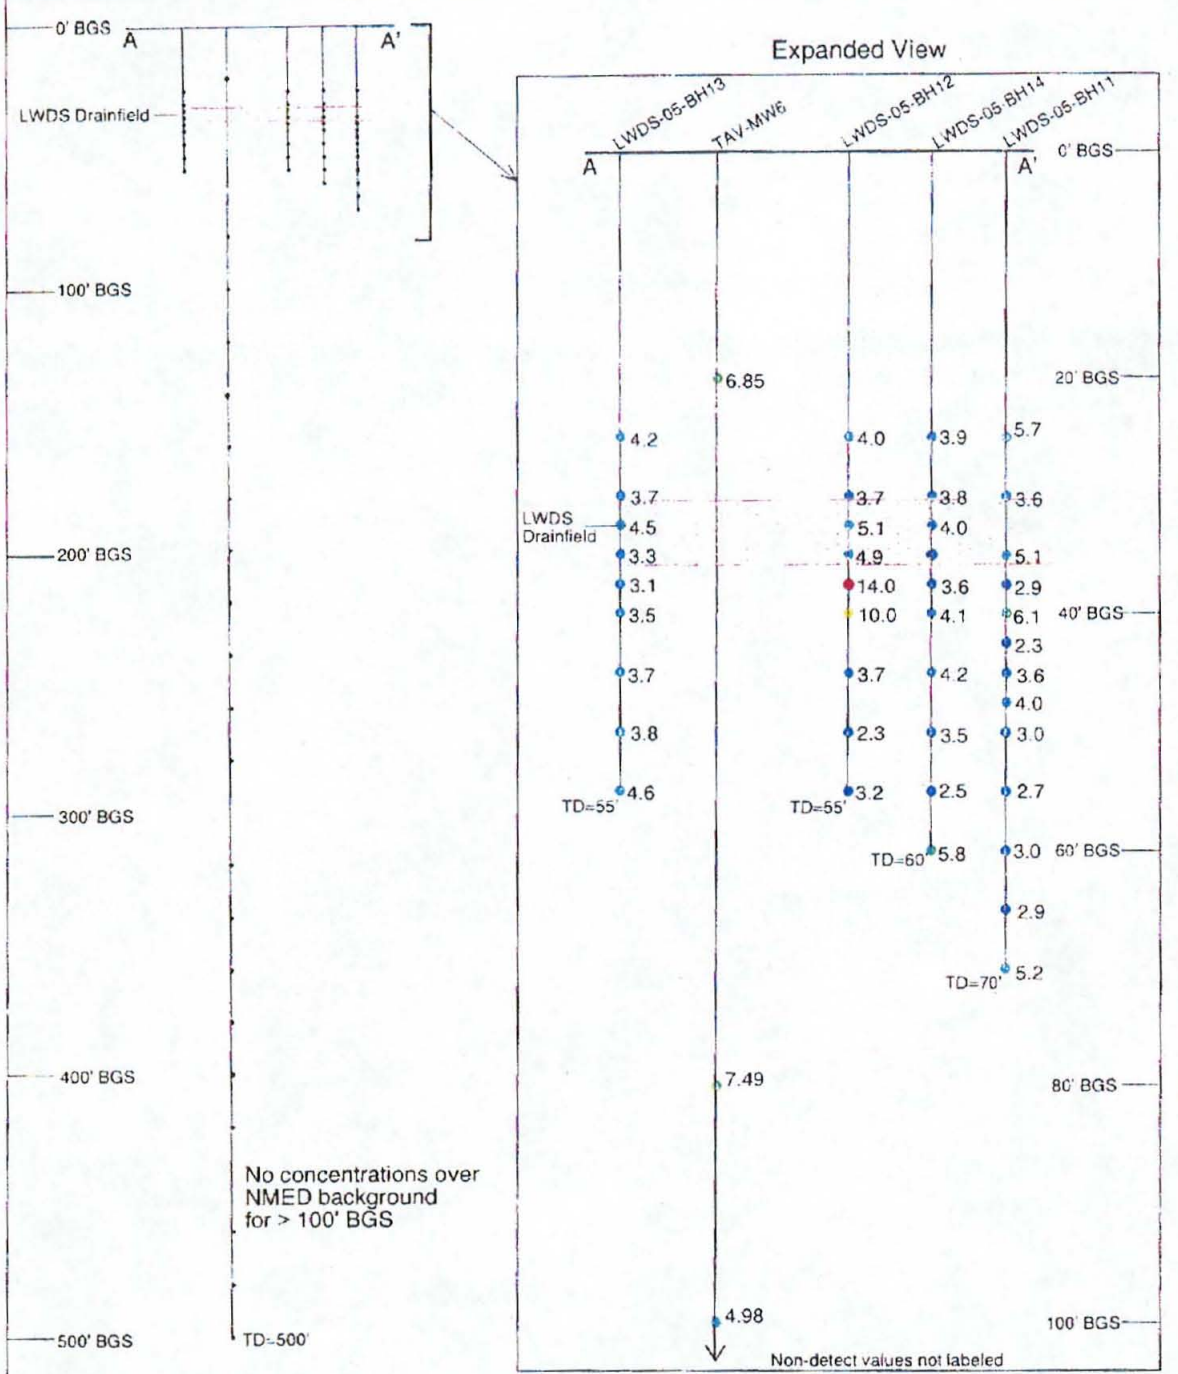 0' BGS
A
A'
LWDS Drainfield
100' BGS
200' BGS
300' BGS
400' BGS
500' BGS
TD=500'
No concentrations over
NMED background
for > 100' BGS
Expanded View
LWDS-05-BH13
TAV-MW6
LWDS-05-BH12
LWDS-05-BH14
LWDS-05-BH11
A
A'
0' BGS
6.85
20' BGS
4.2
4.0
3.9
5.7
3.7
3.7
3.8
3.6
LWDS
Drainfield
4.5
5.1
4.0
3.3
4.9
5.1
3.1
14.0
3.6
2.9
3.5
10.0
4.1
6.1
40' BGS
2.3
3.7
3.7
4.2
3.6
4.0
3.8
2.3
3.5
3.0
4.6
3.2
2.5
2.7
TD=55'
TD=55'
TD=60'
5.8
3.0
60' BGS
2.9
5.2
TD=70'
7.49
80' BGS
4.98
100' BGS
Non-detect values not labeled